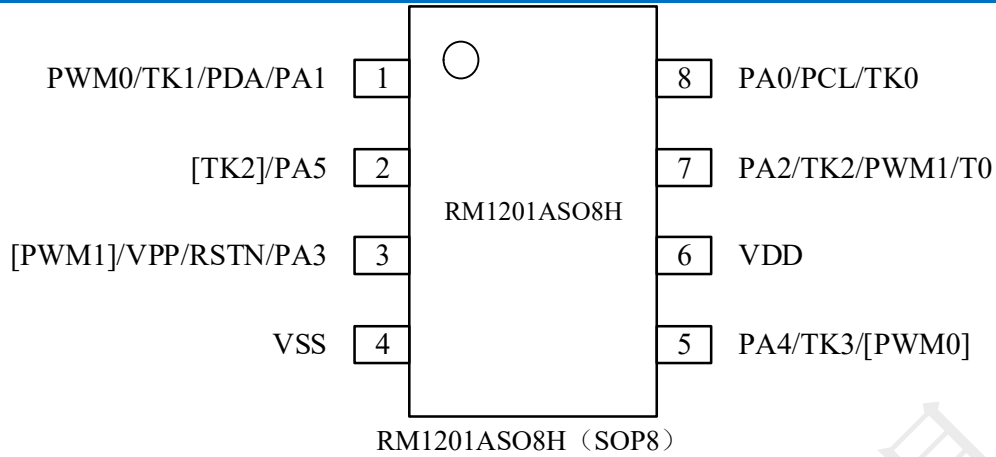 PWM0/TK1/PDA/PA1 1 8 PA0/PCL/TK0
[TK2]/PA5 2 7 PA2/TK2/PWM1/T0
RM1201ASO8H
[PWM1]/VPP/RSTN/PA3 3 6 VDD
VSS 4 5 PA4/TK3/[PWM0]
RM1201ASO8H（SOP8）